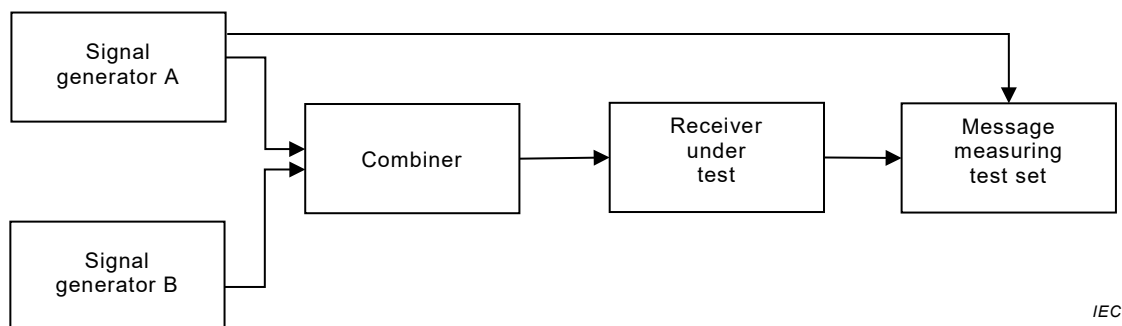 Signal
generator A
Combiner
Receiver
under
test
Message
measuring
test set
Signal
generator B
IEC